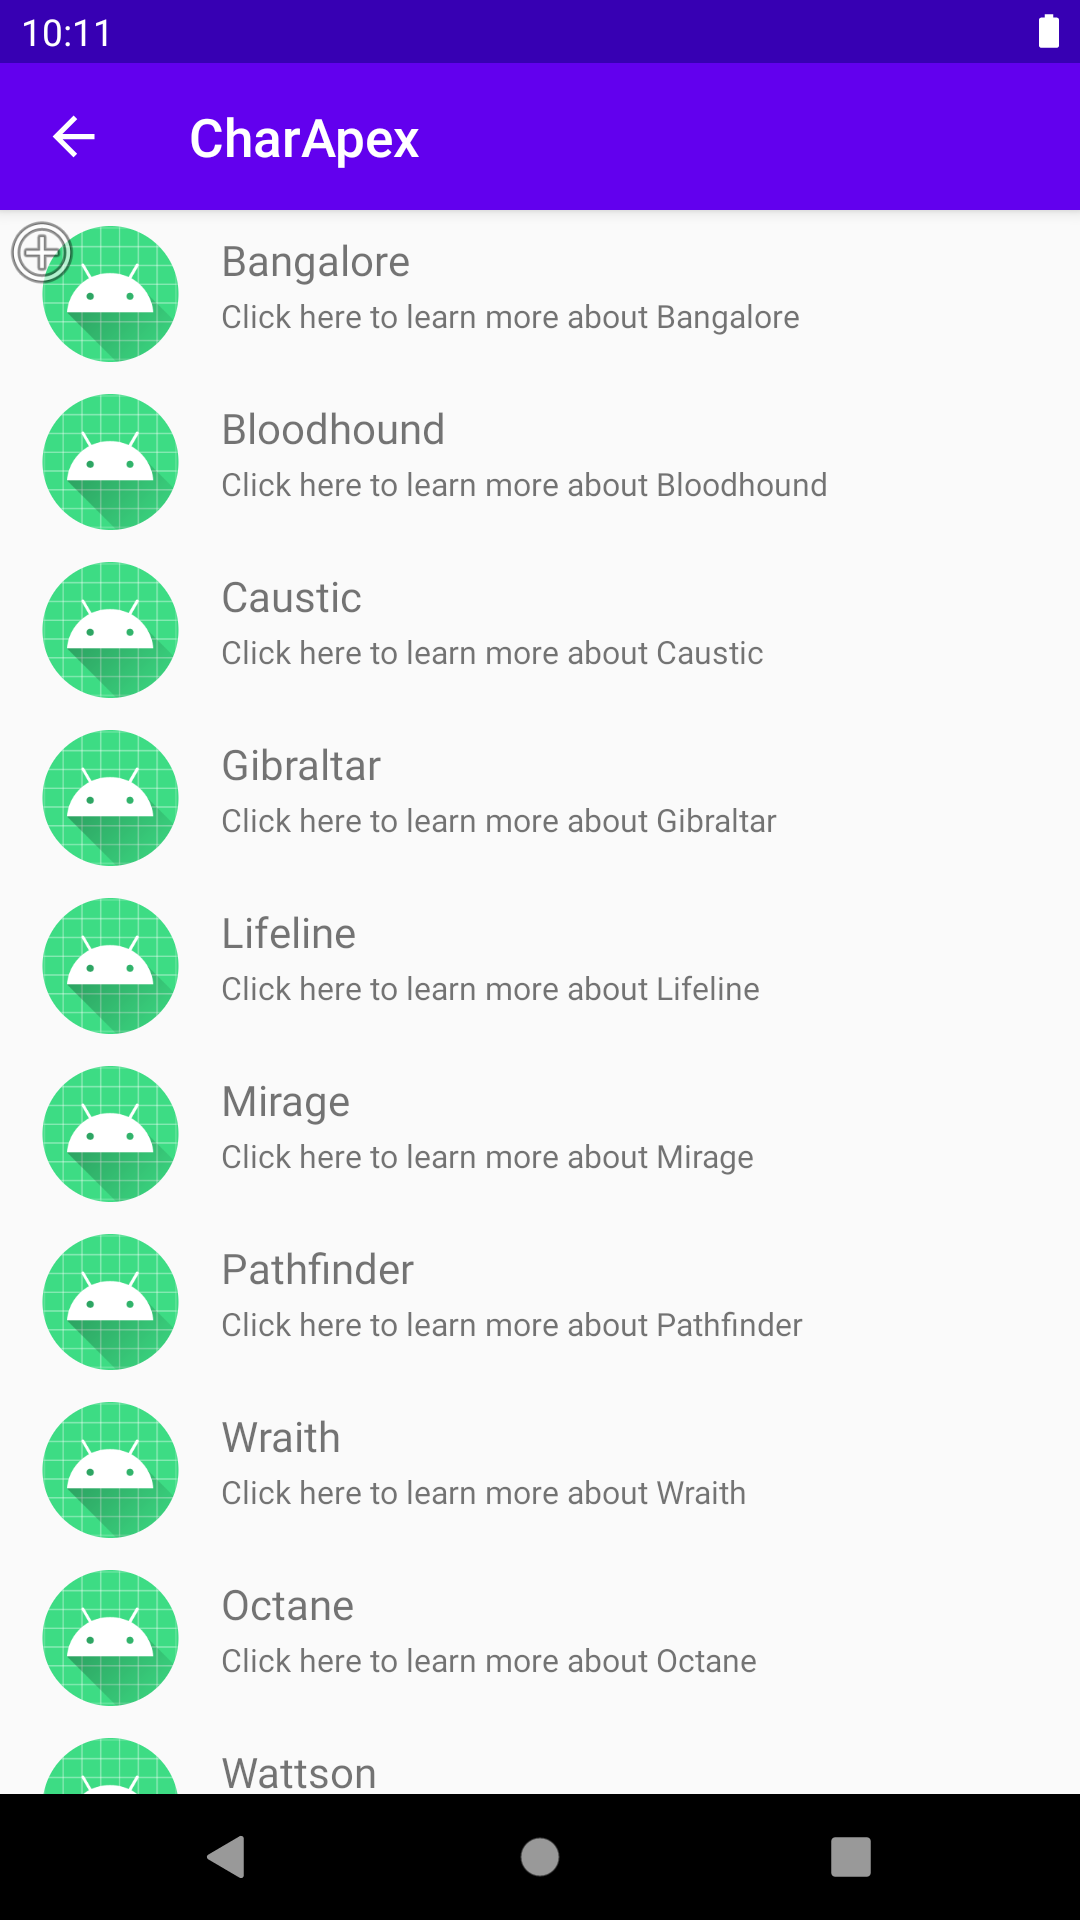 10:11
CharApex
Bangalore
Click here to learn more about Bangalore
Bloodhound
Click here to learn more about Bloodhound
Caustic
Click here to learn more about Caustic
Gibraltar
Click here to learn more about Gibraltar
Lifeline
Click here to learn more about Lifeline
Mirage
Click here to learn more about Mirage
Pathfinder
Click here to learn more about Pathfinder
Wraith
Click here to learn more about Wraith
Octane
Click here to learn more about Octane
Wattson